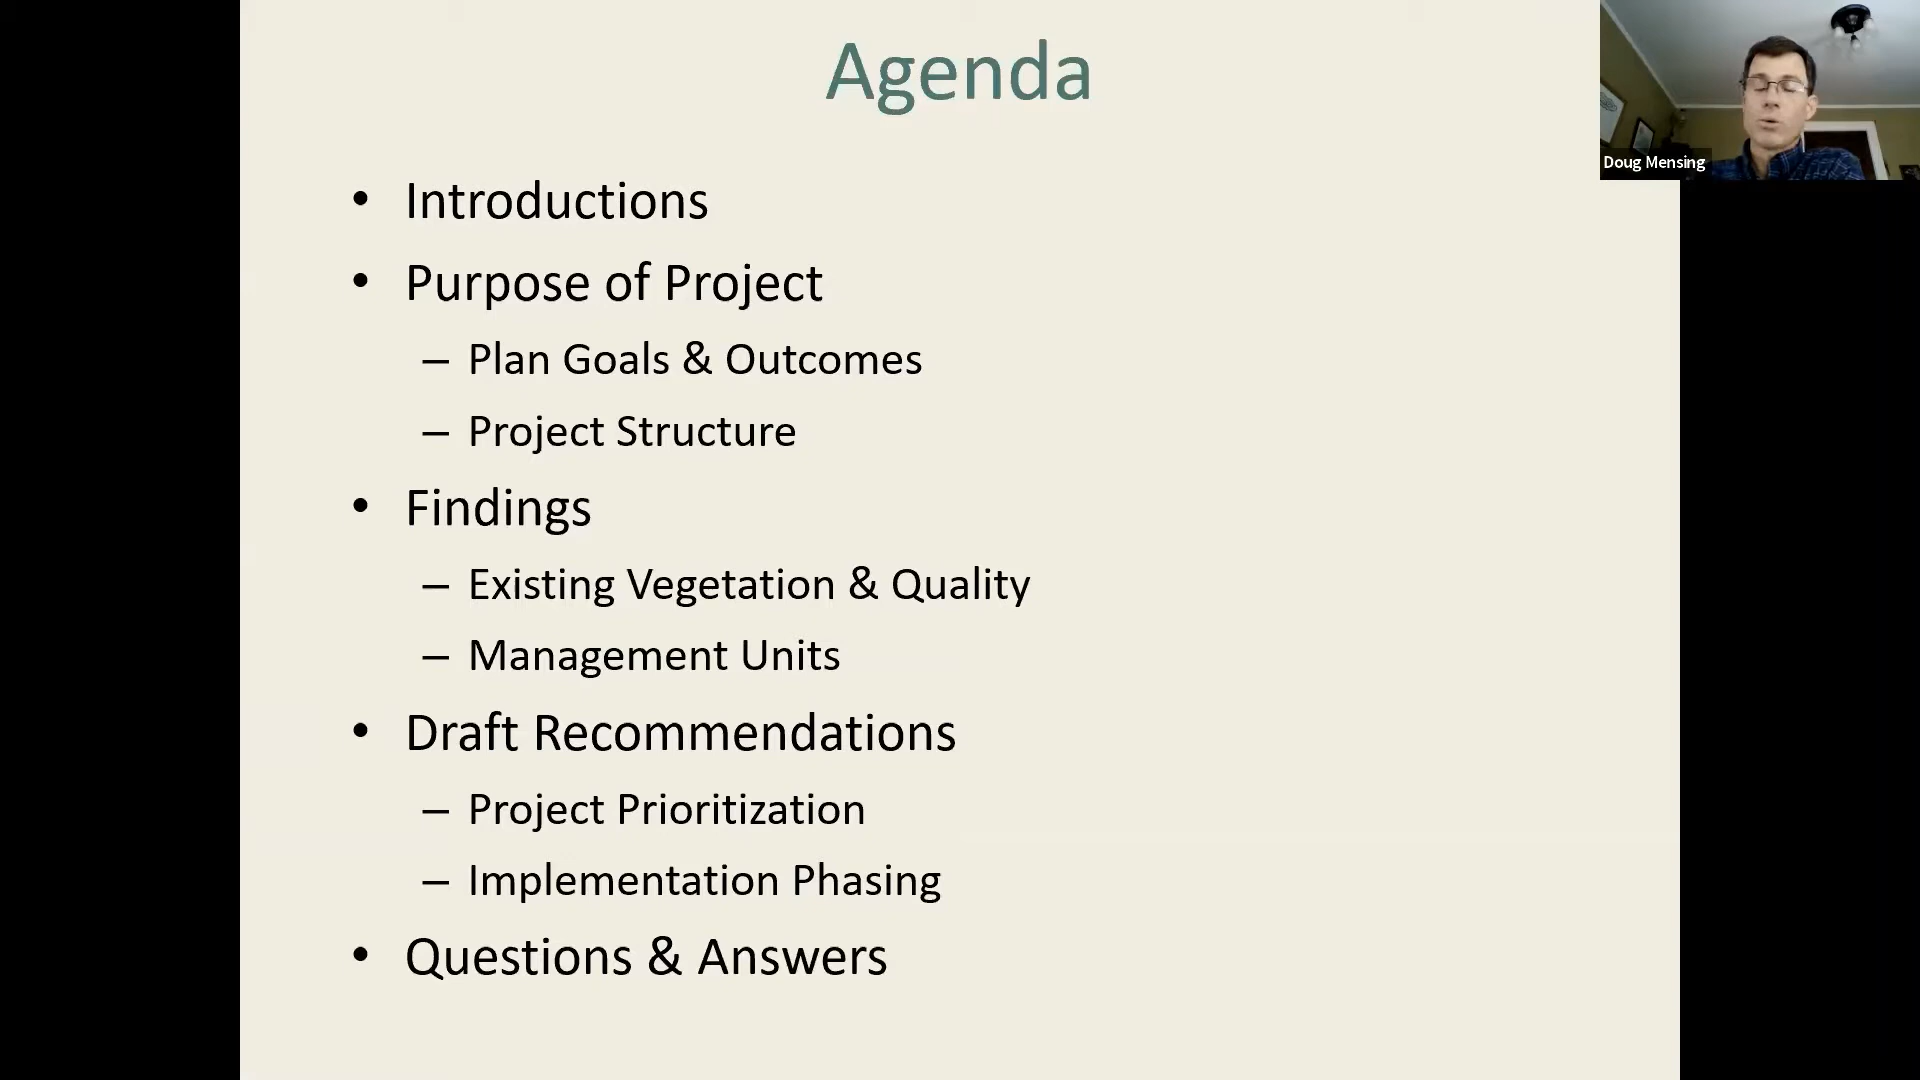 Agenda
Doug Mensing
• Introductions
• Purpose of Project
– Plan Goals & Outcomes
– Project Structure
• Findings
– Existing Vegetation & Quality
– Management Units
• Draft Recommendations
– Project Prioritization
– Implementation Phasing
• Questions & Answers